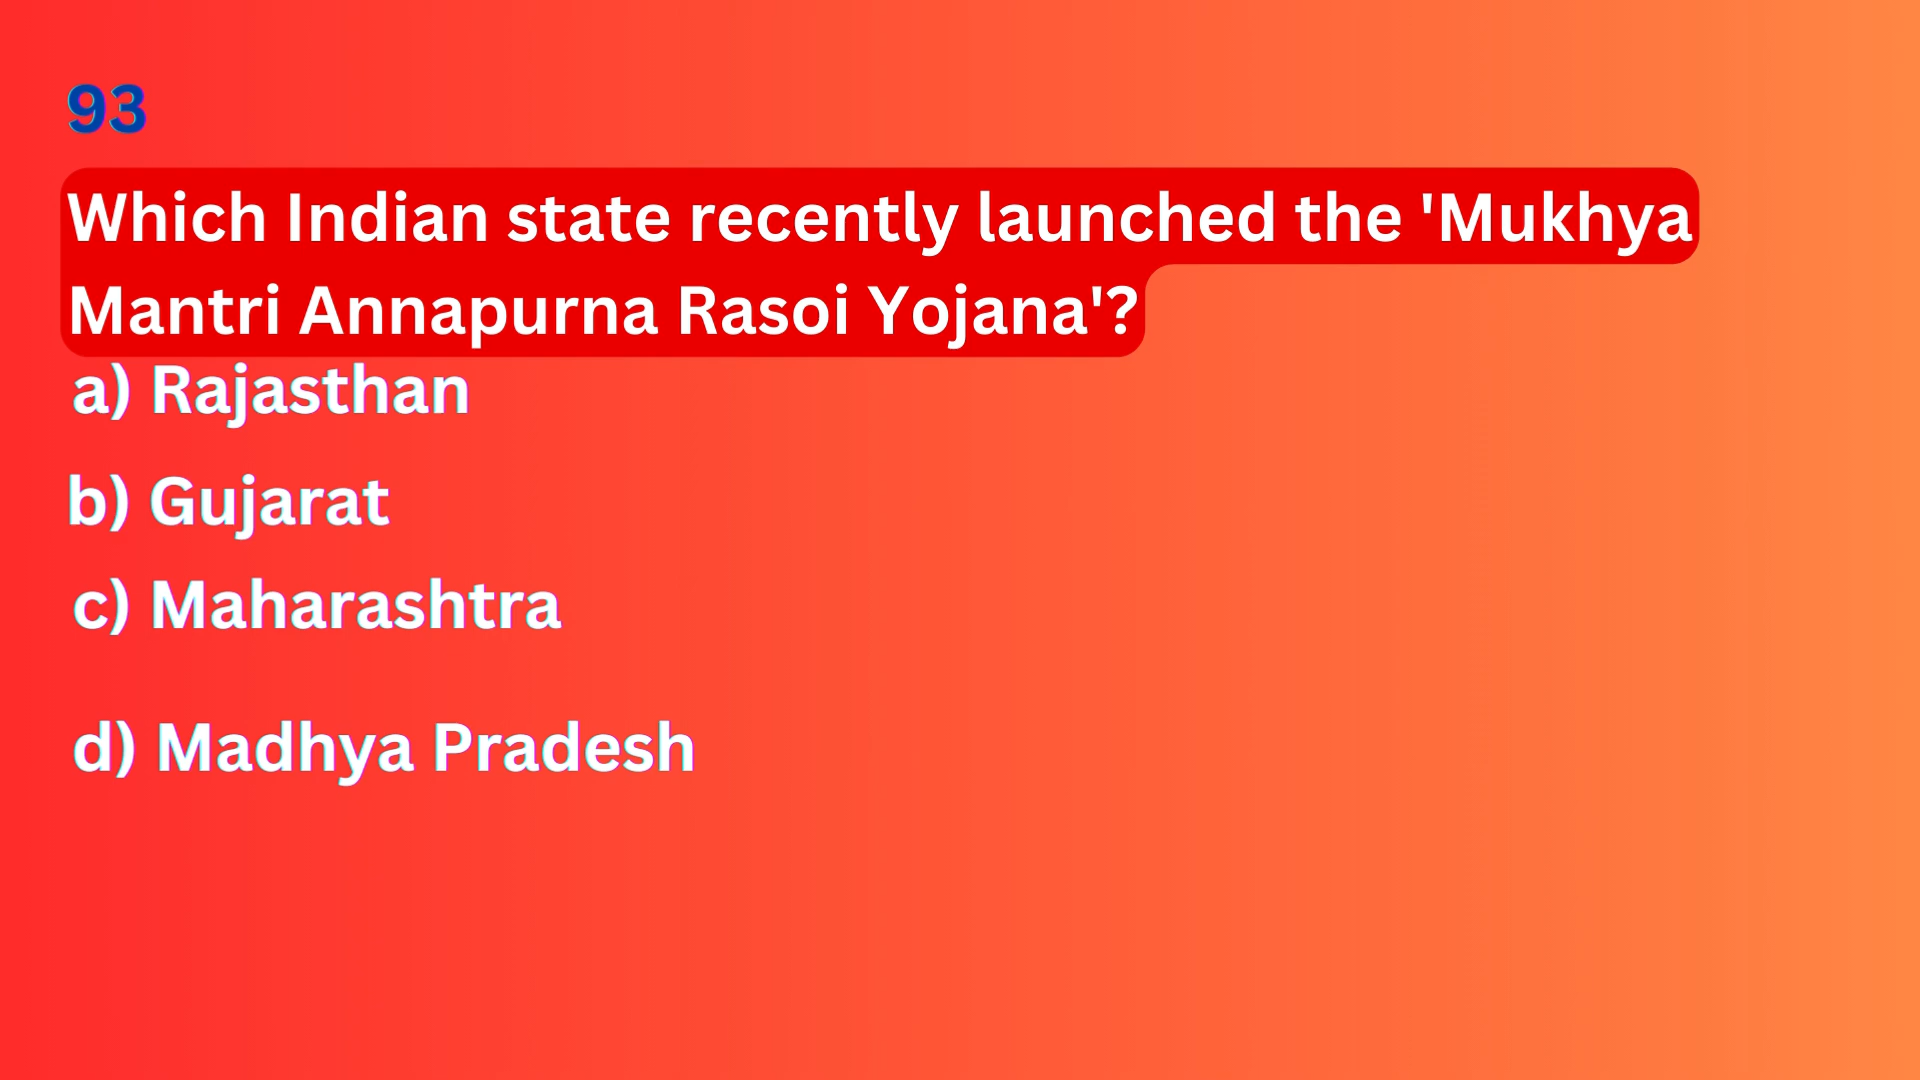 93
Which Indian state recently launched the 'Mukhya
Mantri Annapurna Rasoi Yojana'?
a) Rajasthan
b) Gujarat
c) Maharashtra
d) Madhya Pradesh